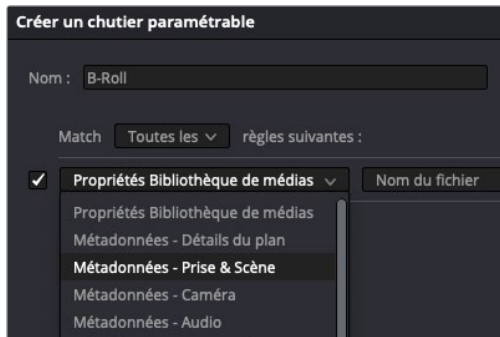 Créer un chutier paramétrable
Nom : B-Roll
Match Toutes les règles suivantes :
Propriétés Bibliothèque de médias Nom du fichier
Propriétés Bibliothèque de médias
Métadonnées - Détails du plan
Métadonnées - Prise & Scène
Métadonnées - Caméra
Métadonnées - Audio